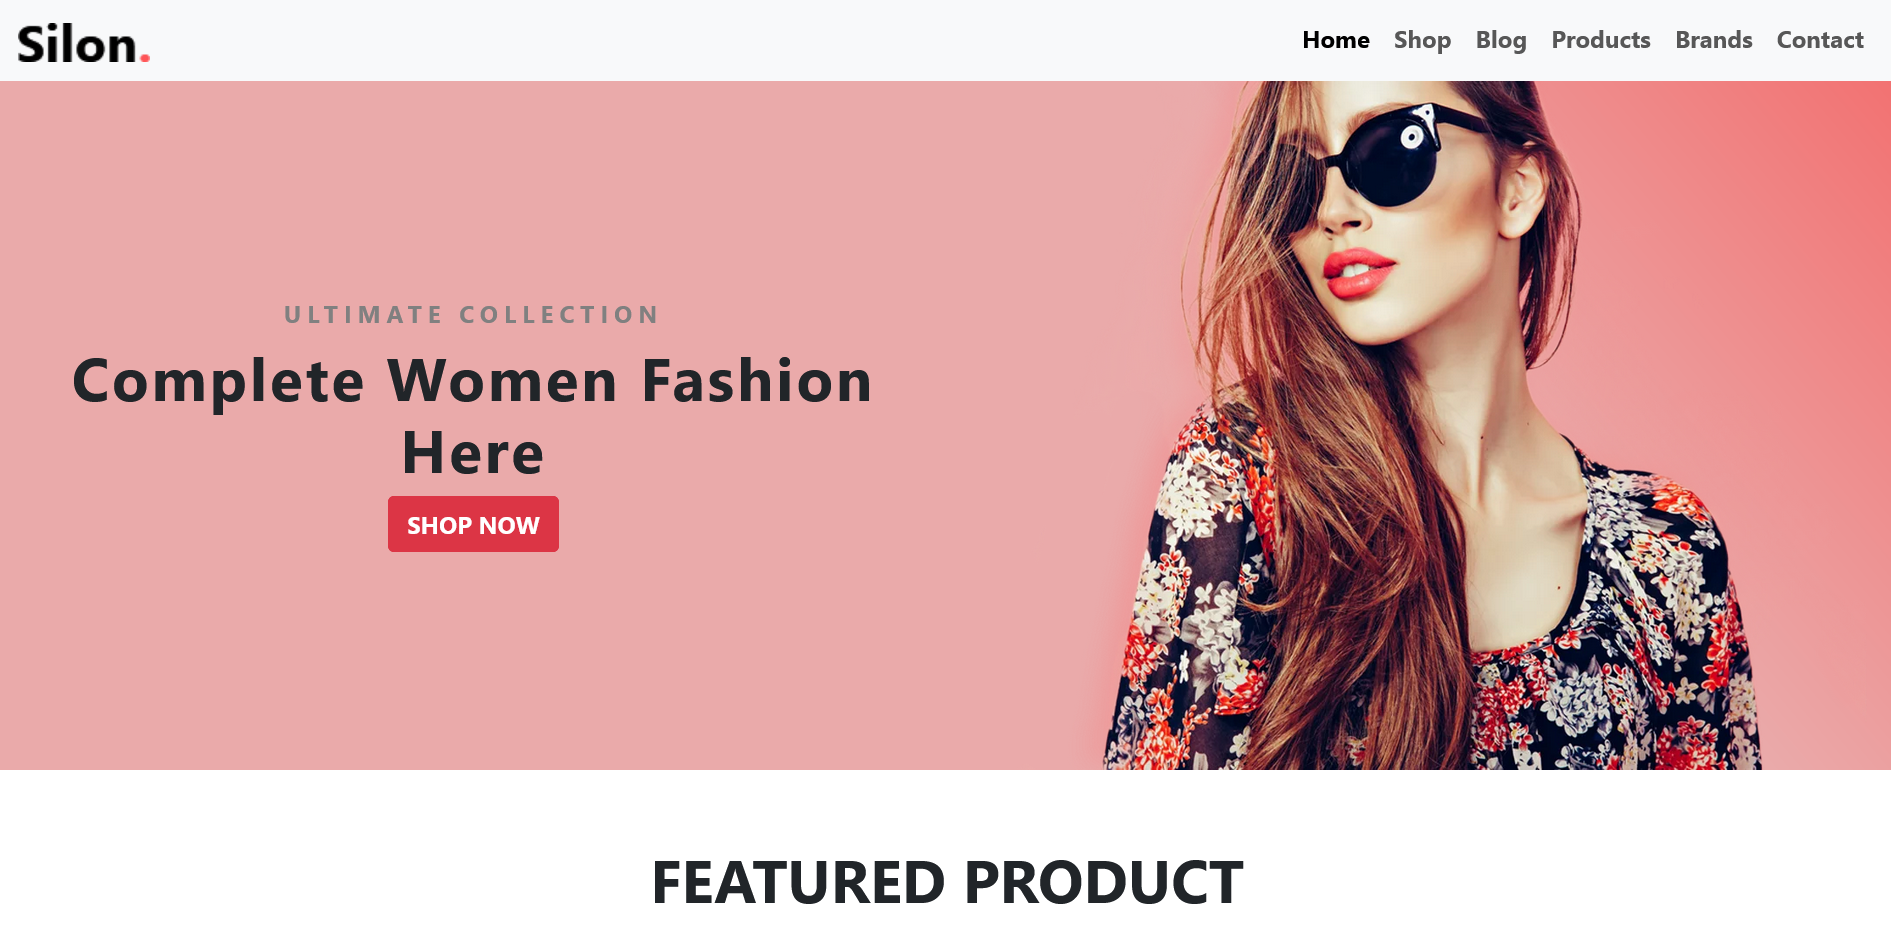 Silon.
Home Shop Blog Products Brands Contact
ULTIMATE COLLECTION
Complete Women Fashion
Here
SHOP NOW
FEATURED PRODUCT